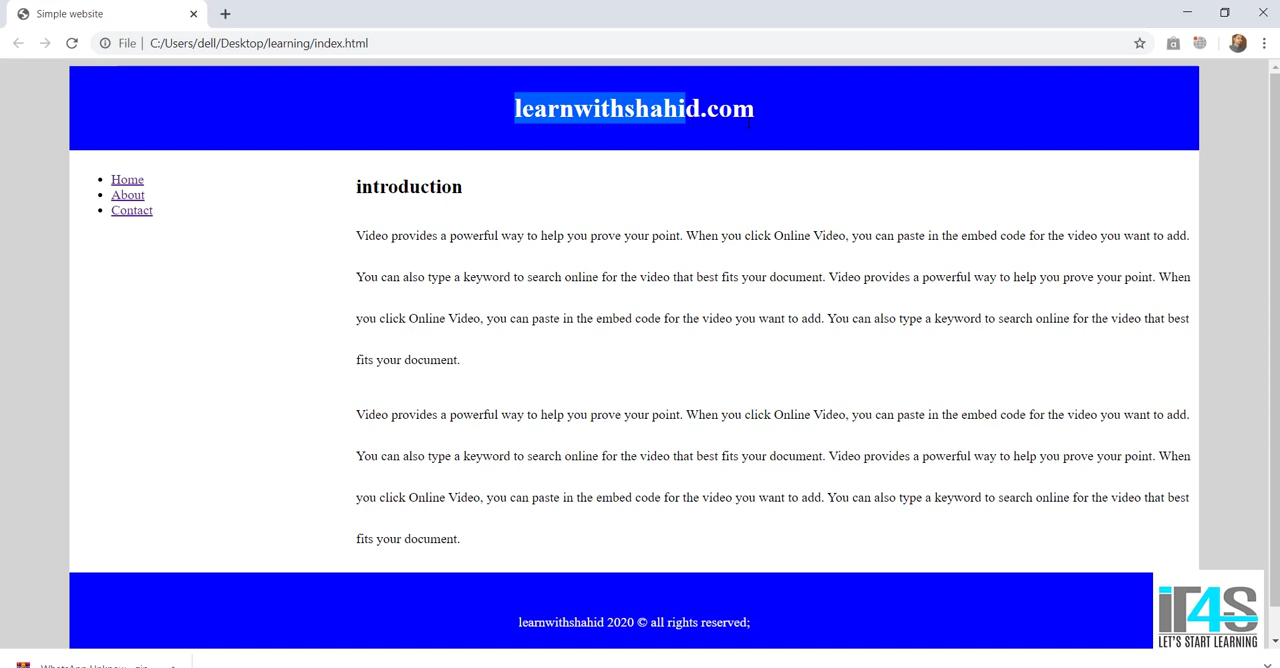 Simple website
File
C:/Users/dell/Desktop/learning/index.html
learnwithshahid.com
Home
About
Contact
introduction
Video provides a powerful way to help you prove your point. When you click Online Video, you can paste in the embed code for the video you want to add.
You can also type a keyword to search online for the video that best fits your document. Video provides a powerful way to help you prove your point. When
you click Online Video, you can paste in the embed code for the video you want to add. You can also type a keyword to search online for the video that best
fits your document.
Video provides a powerful way to help you prove your point. When you click Online Video, you can paste in the embed code for the video you want to add.
You can also type a keyword to search online for the video that best fits your document. Video provides a powerful way to help you prove your point. When
you click Online Video, you can paste in the embed code for the video you want to add. You can also type a keyword to search online for the video that best
fits your document.
learnwithshahid 2020 © all rights reserved;
iT4S
LET'S START LEARNING